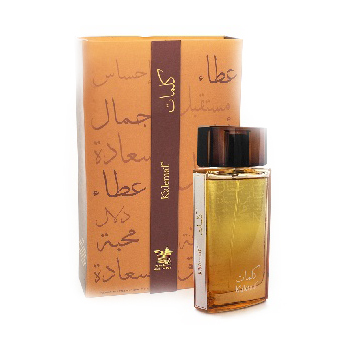 إحساس
عطاء
مستقبل
جمال
سعادة
عطاء
دلال
محبة
سعادة
كلمات
Kalemat
كلمات
Kalemat